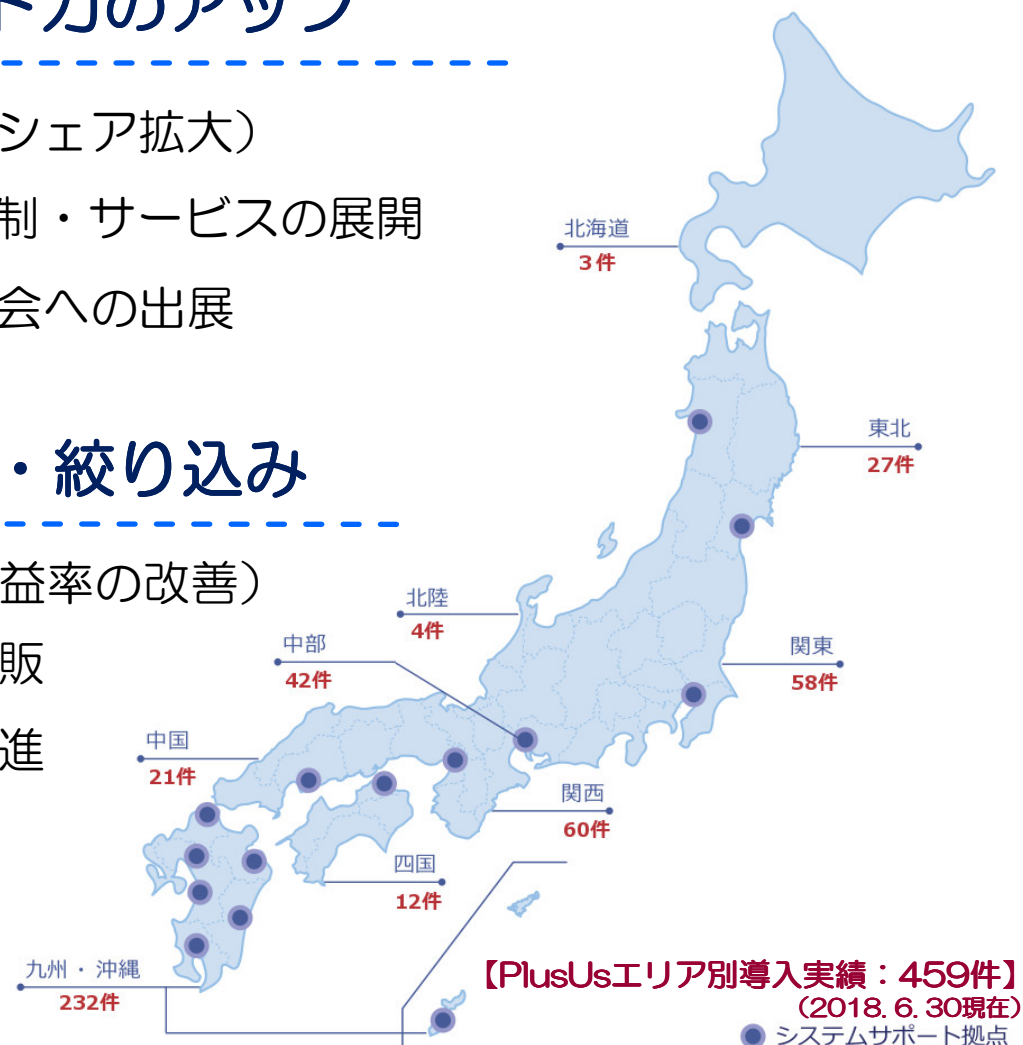 ト力のアップ
シェア拡大）
制・サービスの展開
会への出展
・絞り込み
益率の改善）
販
進
北海道
3件
東北
27件
北陸
4件
中部
42件
関東
58件
中国
21件
関西
60件
四国
12件
九州・沖縄
232件
【PlusUsエリア別導入実績：459件】
（2018.6.30現在）
システムサポート拠点